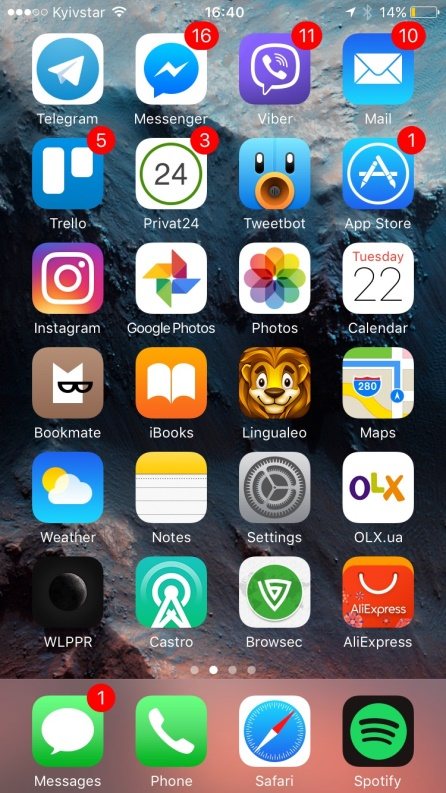 Kyivstar 16:40 14%
16 11 10
Telegram Messenger Viber Mail
5 3 1
24
Trello Privat24 Tweetbot App Store
Tuesday
22
Instagram Google Photos Photos Calendar
280
Bookmate iBooks Lingualeo Maps
OLX
Weather Notes Settings OLX.ua
AliExpress
WLPPR Castro Browsec AliExpress
1
Messages Phone Safari Spotify